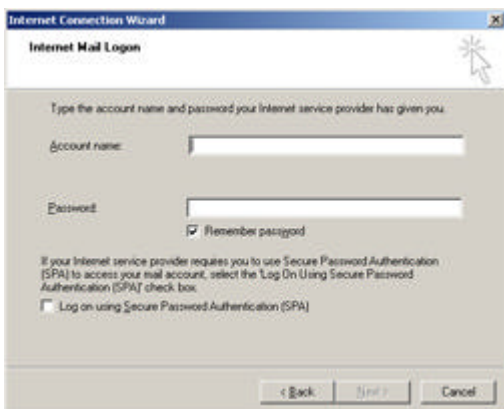 Internet Connection Wizard
Internet Mail Logon
Type the account name and password your Internet service provider has given you.
Account name:
Password:
Remember password
If your Internet service provider requires you to use Secure Password Authentication
(SPA) to access your mail account, select the 'Log On Using Secure Password
Authentication (SPA)' check box.
Log on using Secure Password Authentication (SPA)
< Back
Next >
Cancel